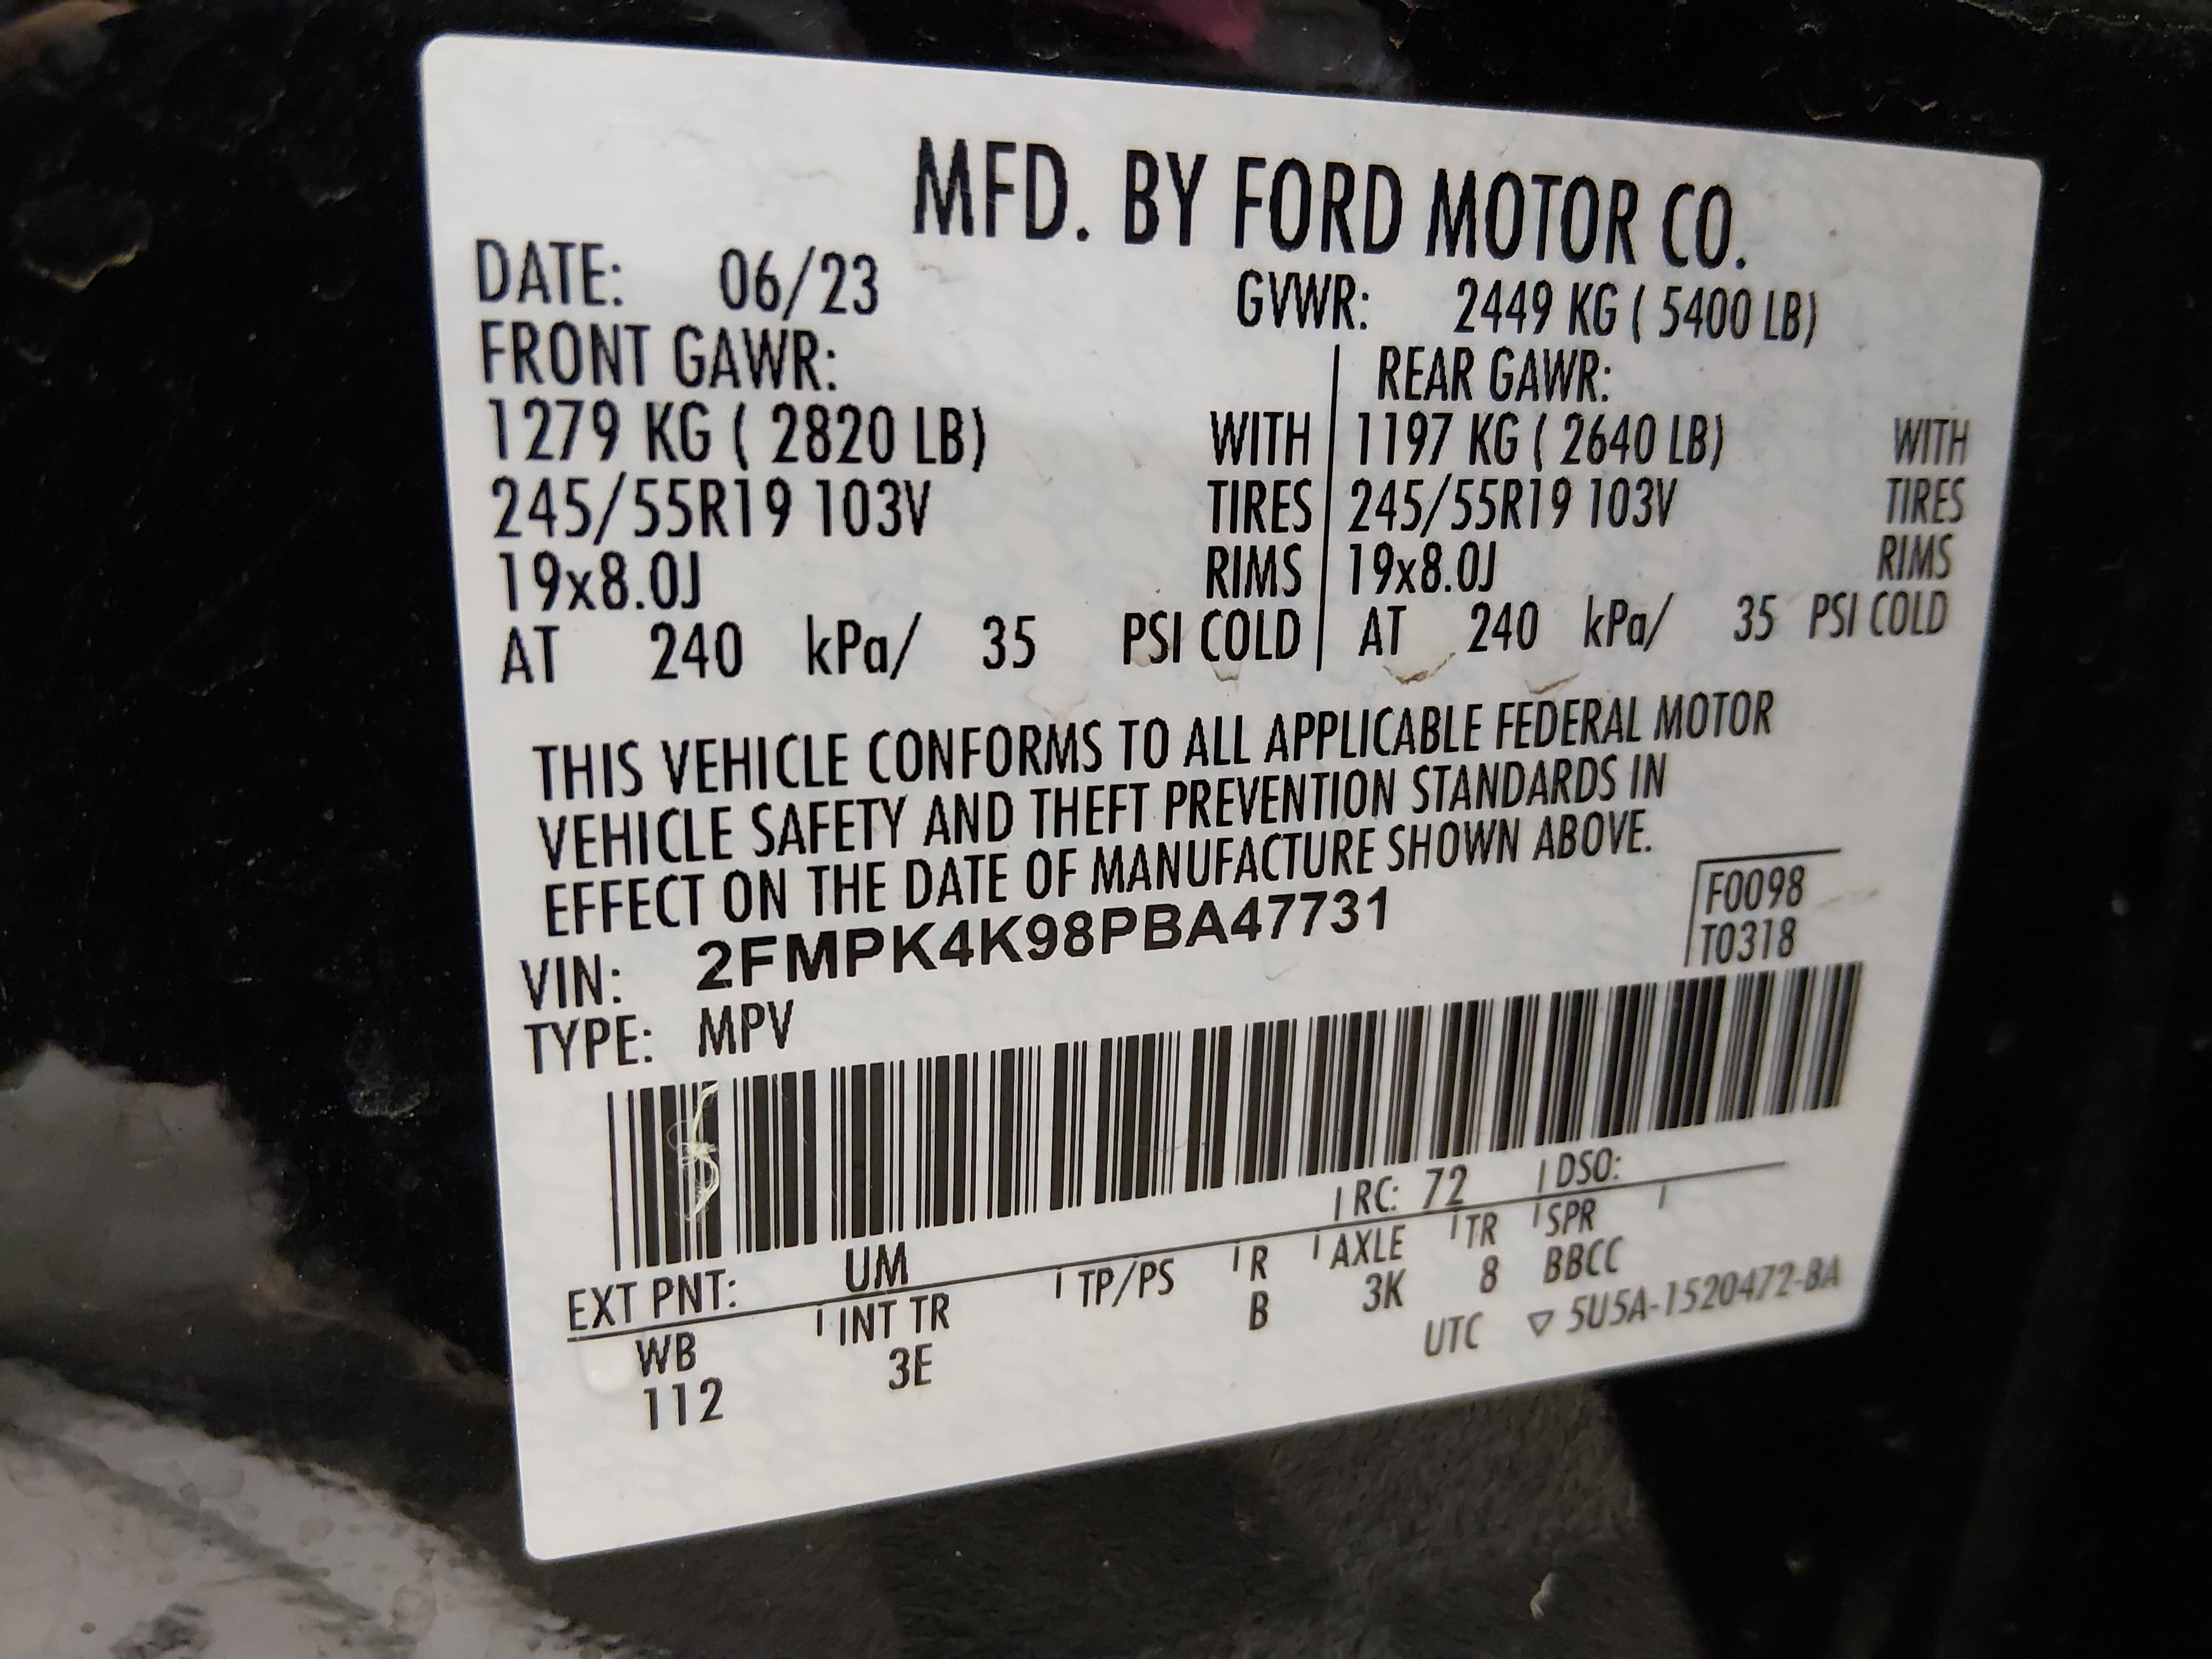 MFD. BY FORD MOTOR CO.
DATE: 06/23 GVWR: 2449 KG ( 5400 LB)
FRONT GAWR: REAR GAWR:
1279 KG ( 2820 LB) WITH 1197 KG ( 2640 LB) WITH
245/55R19 103V TIRES 245/55R19 103V TIRES
19x8.0J RIMS 19x8.0J RIMS
AT 240 kPa/ 35 PSI COLD AT 240 kPa/ 35 PSI COLD
THIS VEHICLE CONFORMS TO ALL APPLICABLE FEDERAL MOTOR
VEHICLE SAFETY AND THEFT PREVENTION STANDARDS IN
EFFECT ON THE DATE OF MANUFACTURE SHOWN ABOVE.
VIN: 2FMPK4K98PBA47731 F0098
TYPE: MPV T0318
EXT PNT: UM RC: 72 DSO:
WB INT TR TP/PS R AXLE TR SPR
112 3E B 3K 8 BBCC
UTC ▽ 5U5A-1520472-BA